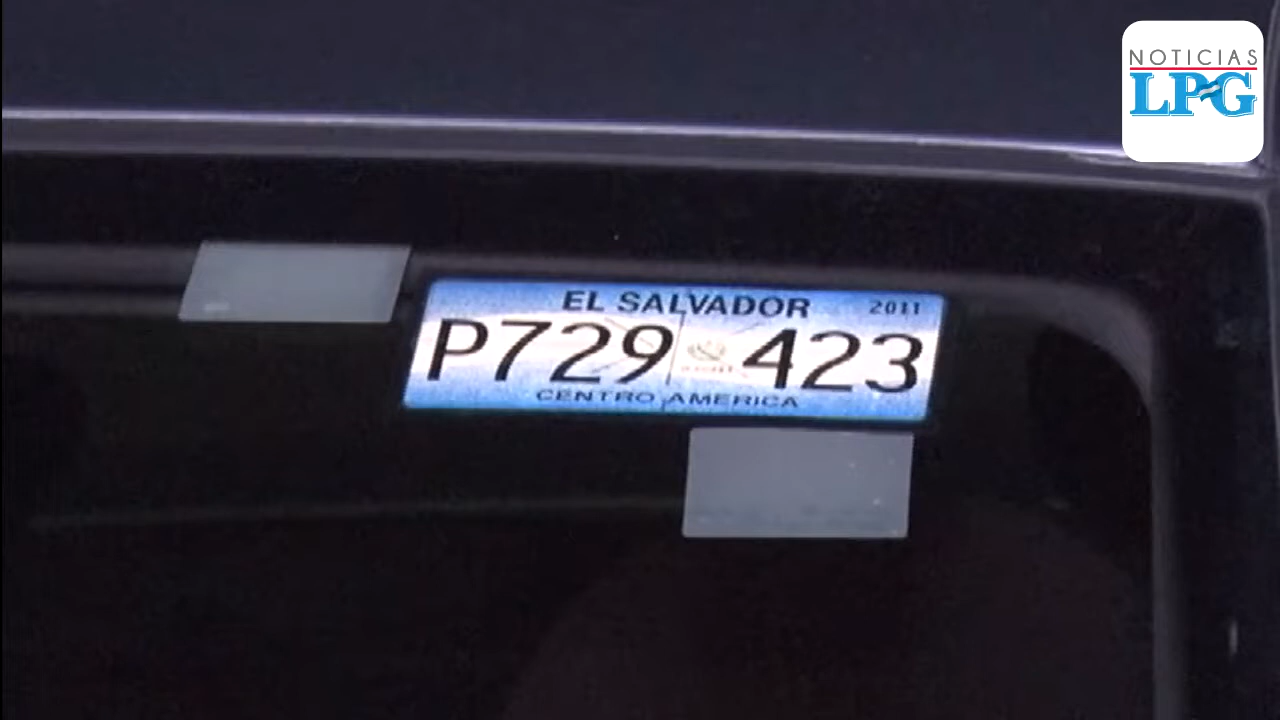 NOTICIAS
LPG
EL SALVADOR 2011
P729 423
CENTRO AMERICA